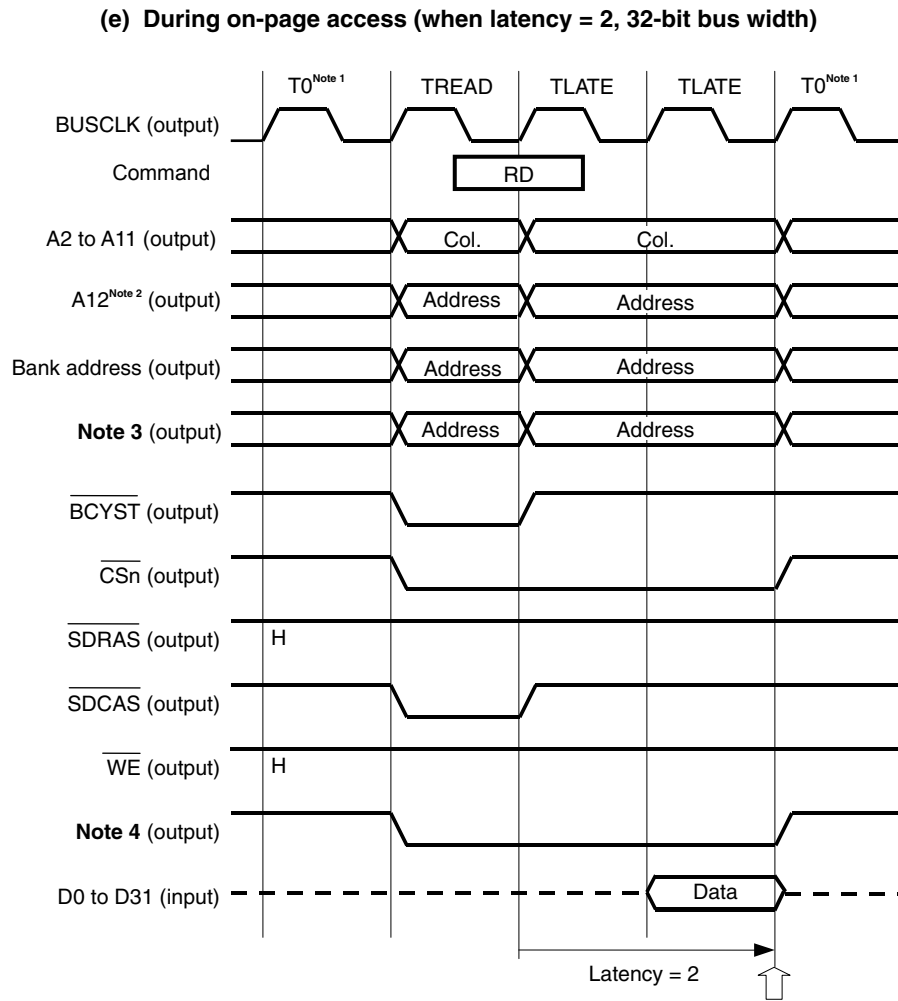 (e) During on-page access (when latency = 2, 32-bit bus width)
T0Note 1 TREAD TLATE TLATE T0Note 1
BUSCLK (output)
Command RD
A2 to A11 (output) Col. Col.
A12Note 2 (output) Address Address
Bank address (output) Address Address
Note 3 (output) Address Address
BCYST (output)
CSn (output)
SDRAS (output) H
SDCAS (output)
WE (output) H
Note 4 (output)
D0 to D31 (input) Data
Latency = 2